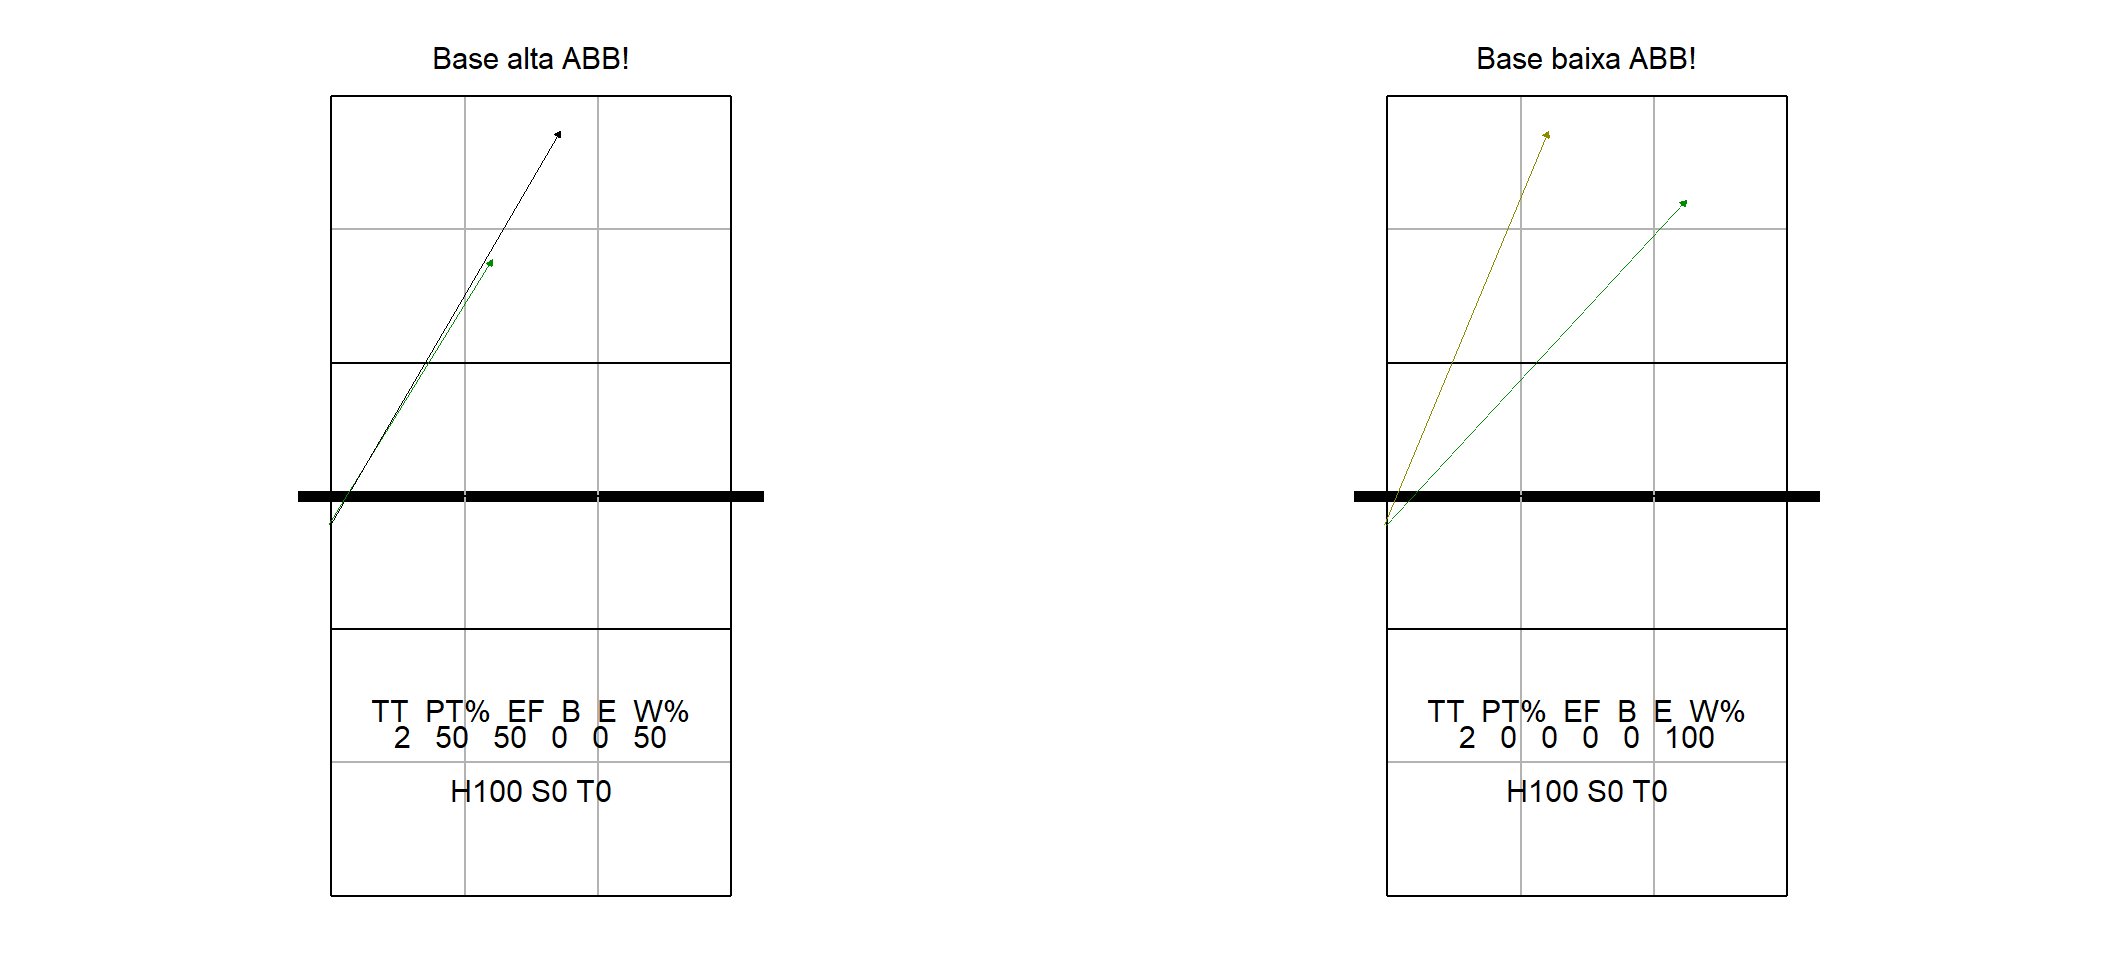 Base alta ABB!
TT PT% EF B E W%
2 50 50 0 0 50
H100 S0 T0
Base baixa ABB!
TT PT% EF B E W%
2 0 0 0 0 100
H100 S0 T0